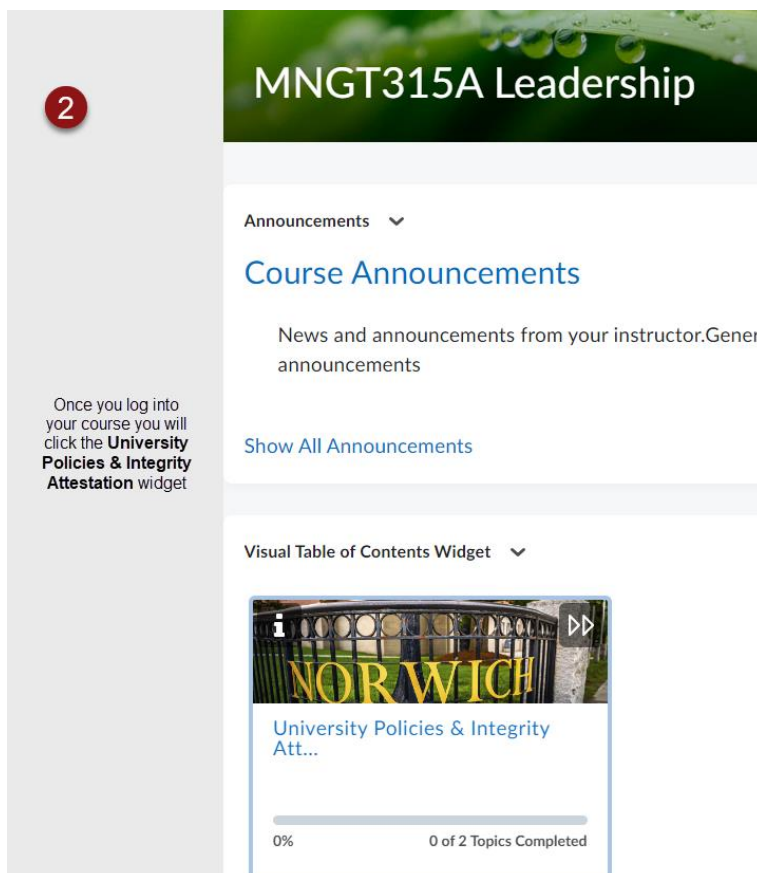 2
Once you log into
your course you will
click the University
Policies & Integrity
Attestation widget
MNGT315A Leadership
Announcements
Course Announcements
News and announcements from your instructor.Gener
announcements
Show All Announcements
Visual Table of Contents Widget
i
NORWICH
University Policies & Integrity
Att...
0%
0 of 2 Topics Completed